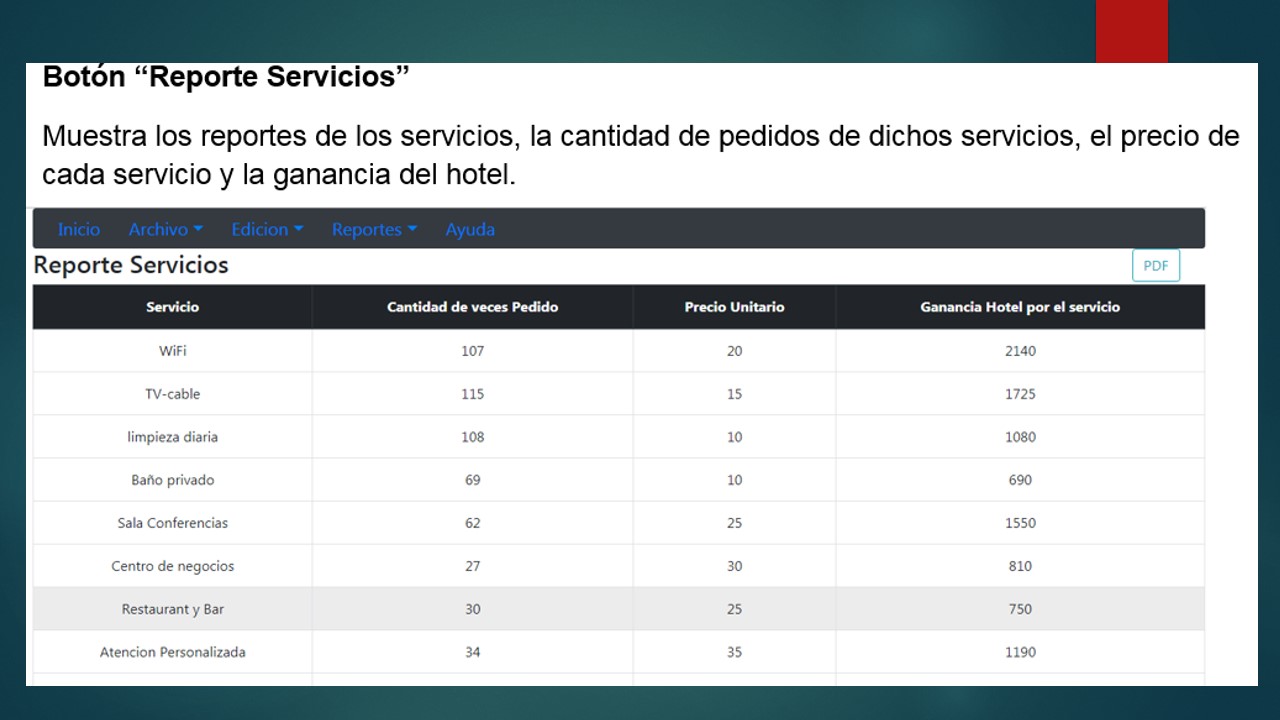 Botón “Reporte Servicios”
Muestra los reportes de los servicios, la cantidad de pedidos de dichos servicios, el precio de
cada servicio y la ganancia del hotel.
Inicio Archivo Edicion Reportes Ayuda
Reporte Servicios PDF
Servicio Cantidad de veces Pedido Precio Unitario Ganancia Hotel por el servicio
WiFi 107 20 2140
TV-cable 115 15 1725
limpieza diaria 108 10 1080
Baño privado 69 10 690
Sala Conferencias 62 25 1550
Centro de negocios 27 30 810
Restaurant y Bar 30 25 750
Atencion Personalizada 34 35 1190